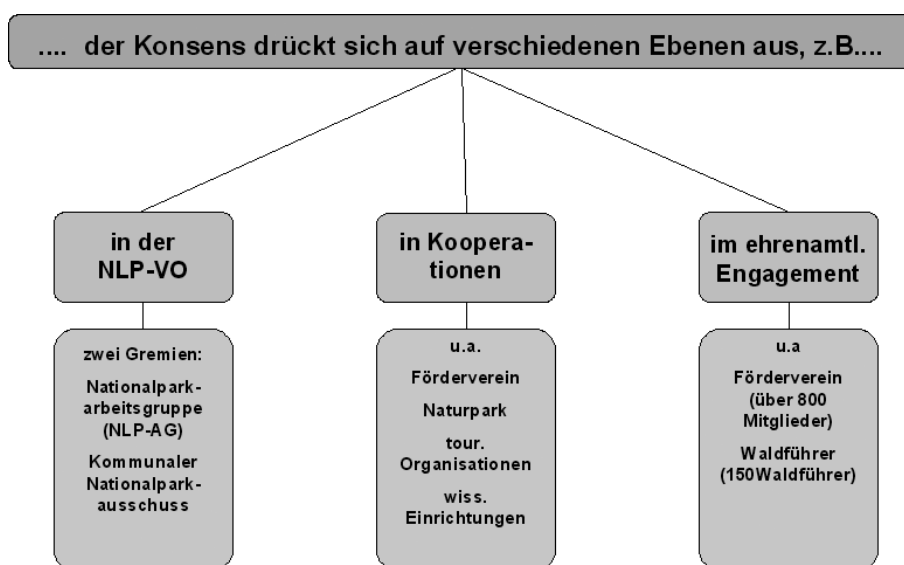 .... der Konsens drückt sich auf verschiedenen Ebenen aus, z.B....
in der
NLP-VO
zwei Gremien:
Nationalpark-
arbeitsgruppe
(NLP-AG)
Kommunaler
Nationalpark-
ausschuss
in Koopera-
tionen
u.a.
Förderverein
Naturpark
tour.
Organisationen
wiss.
Einrichtungen
im ehrenamtl.
Engagement
u.a
Förderverein
(über 800
Mitglieder)
Waldführer
(150Waldführer)